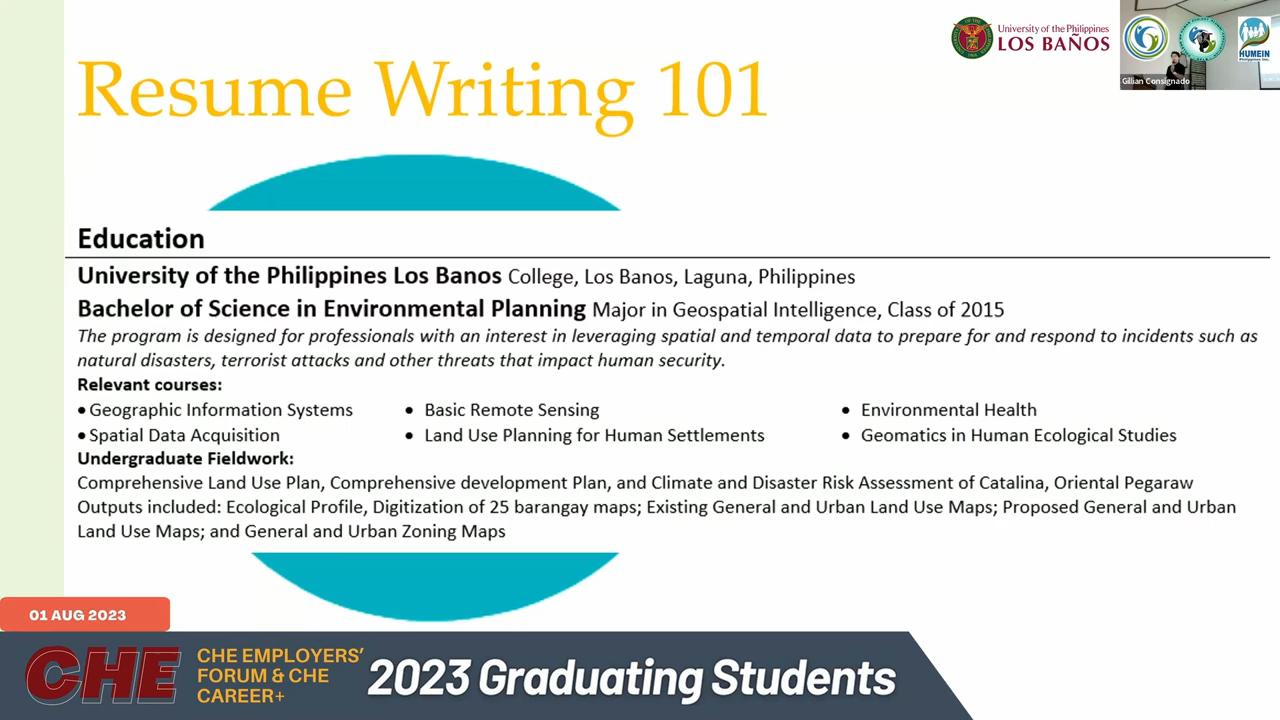 University of the Philippines
LOS BAÑOS
HUMEIN
Philippines Inc.
Gilian Consignado
Resume Writing 101
Education
University of the Philippines Los Banos College, Los Banos, Laguna, Philippines
Bachelor of Science in Environmental Planning Major in Geospatial Intelligence, Class of 2015
The program is designed for professionals with an interest in leveraging spatial and temporal data to prepare for and respond to incidents such as
natural disasters, terrorist attacks and other threats that impact human security.
Relevant courses:
• Geographic Information Systems • Basic Remote Sensing • Environmental Health
• Spatial Data Acquisition • Land Use Planning for Human Settlements • Geomatics in Human Ecological Studies
Undergraduate Fieldwork:
Comprehensive Land Use Plan, Comprehensive development Plan, and Climate and Disaster Risk Assessment of Catalina, Oriental Pegaraw
Outputs included: Ecological Profile, Digitization of 25 barangay maps; Existing General and Urban Land Use Maps; Proposed General and Urban
Land Use Maps; and General and Urban Zoning Maps
01 AUG 2023
CHE
CHE EMPLOYERS'
FORUM & CHE
CAREER+
2023 Graduating Students